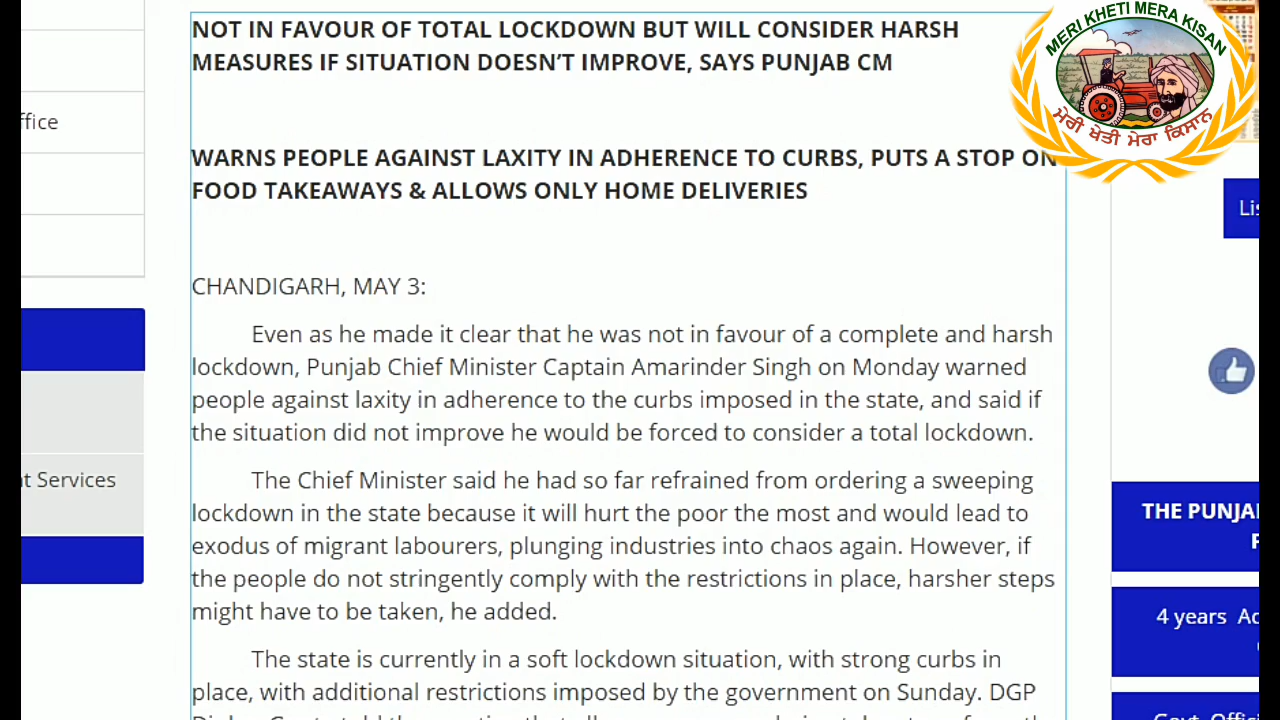 NOT IN FAVOUR OF TOTAL LOCKDOWN BUT WILL CONSIDER HARSH
MEASURES IF SITUATION DOESN’T IMPROVE, SAYS PUNJAB CM
MERI KHETI MERA KISAN
ਮੇਰੀ ਖੇਤੀ ਮੇਰਾ ਕਿਸਾਨ
ffice
WARNS PEOPLE AGAINST LAXITY IN ADHERENCE TO CURBS, PUTS A STOP ON
FOOD TAKEAWAYS & ALLOWS ONLY HOME DELIVERIES
Lis
CHANDIGARH, MAY 3:
Even as he made it clear that he was not in favour of a complete and harsh
lockdown, Punjab Chief Minister Captain Amarinder Singh on Monday warned
people against laxity in adherence to the curbs imposed in the state, and said if
the situation did not improve he would be forced to consider a total lockdown.
The Chief Minister said he had so far refrained from ordering a sweeping
lockdown in the state because it will hurt the poor the most and would lead to
exodus of migrant labourers, plunging industries into chaos again. However, if
the people do not stringently comply with the restrictions in place, harsher steps
might have to be taken, he added.
t Services
THE PUNJA
F
4 years Ac
The state is currently in a soft lockdown situation, with strong curbs in
place, with additional restrictions imposed by the government on Sunday. DGP